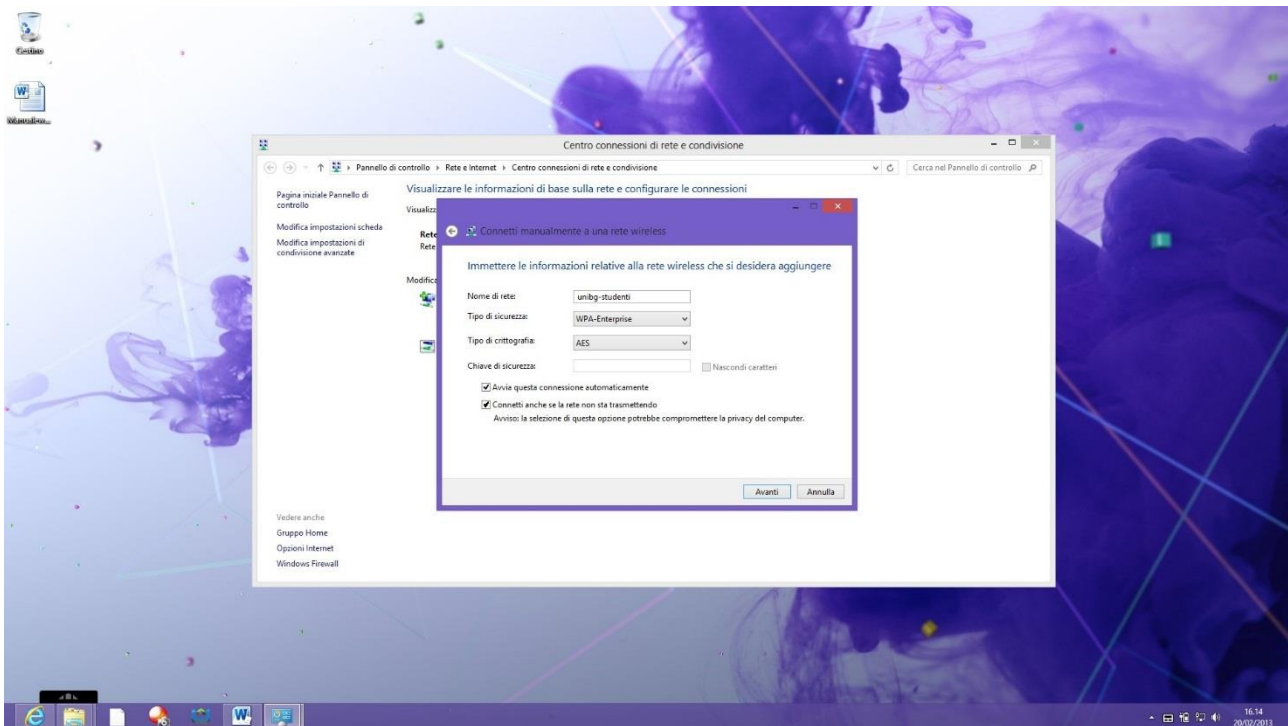 Cestino
Centro connessioni di rete e condivisione
Pannello di controllo
Rete e Internet
Centro connessioni di rete e condivisione
Cerca nel Pannello di controllo
Pagina iniziale Pannello di
controllo
Modifica impostazioni scheda
Modifica impostazioni di
condivisione avanzate
Vedere anche
Gruppo Home
Opzioni Internet
Windows Firewall
Visualizzare le informazioni di base sulla rete e configurare le connessioni
Visualizz
Rete
Rete
Modifica
Connetti manualmente a una rete wireless
Immettere le informazioni relative alla rete wireless che si desidera aggiungere
Nome di rete: unibg-studenti
Tipo di sicurezza: WPA-Enterprise
Tipo di crittografia: AES
Chiave di sicurezza: Nascondi caratteri
Avvia questa connessione automaticamente
Connetti anche se la rete non sta trasmettendo
Avviso: la selezione di questa opzione potrebbe compromettere la privacy del computer.
Avanti Annulla
16.14
20/02/2013